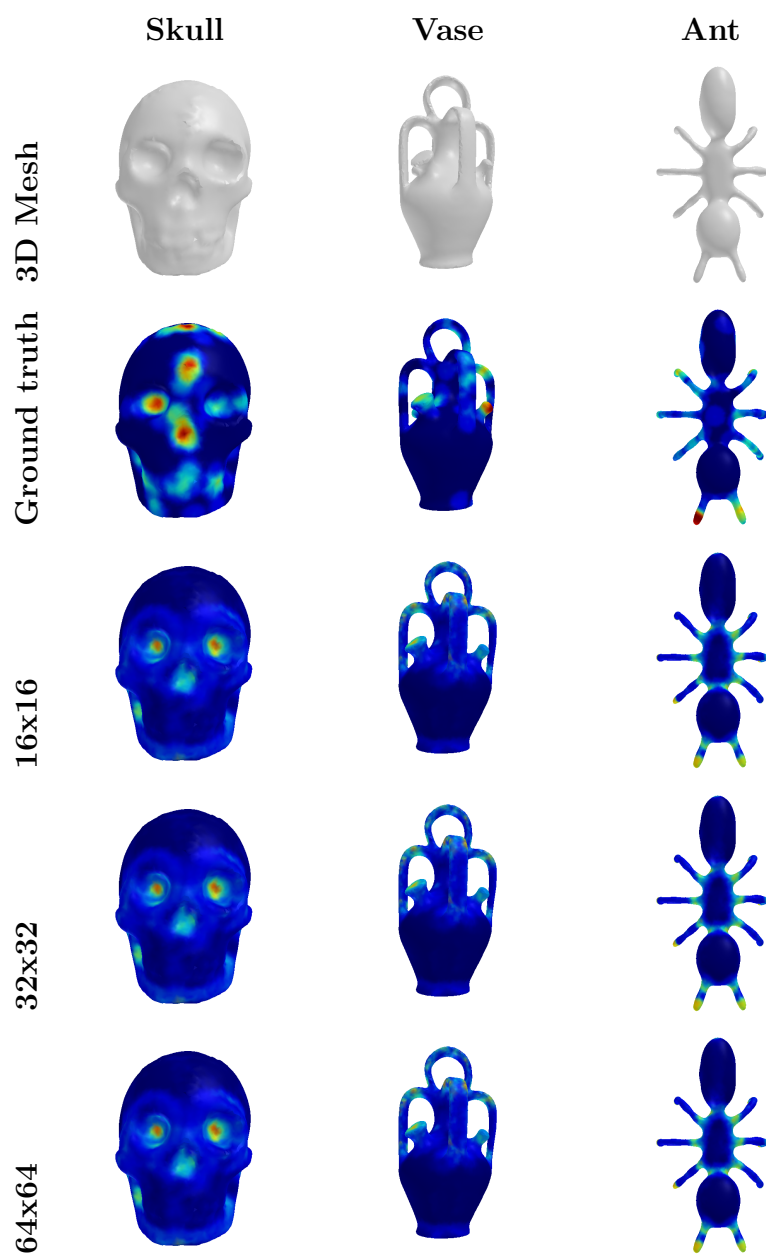 Skull Vase Ant
3D Mesh
Ground truth
16x16
32x32
64x64